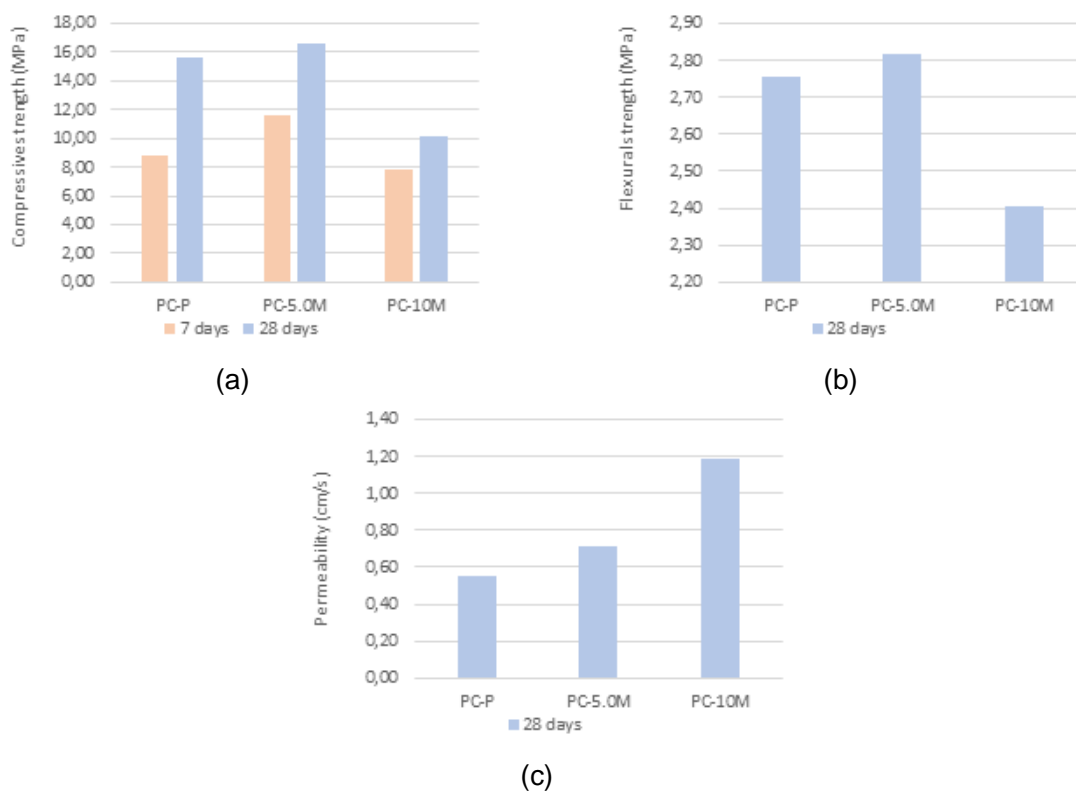 Compressive strength (MPa)
18,00
16,00
14,00
12,00
10,00
8,00
6,00
4,00
2,00
0,00
PC-P PC-5.0M PC-10M
7 days 28 days
(a)
Flexural strength (MPa)
2,90
2,80
2,70
2,60
2,50
2,40
2,30
2,20
PC-P PC-5.0M PC-10M
28 days
(b)
Permeability (cm/s)
1,40
1,20
1,00
0,80
0,60
0,40
0,20
0,00
PC-P PC-5.0M PC-10M
28 days
(c)